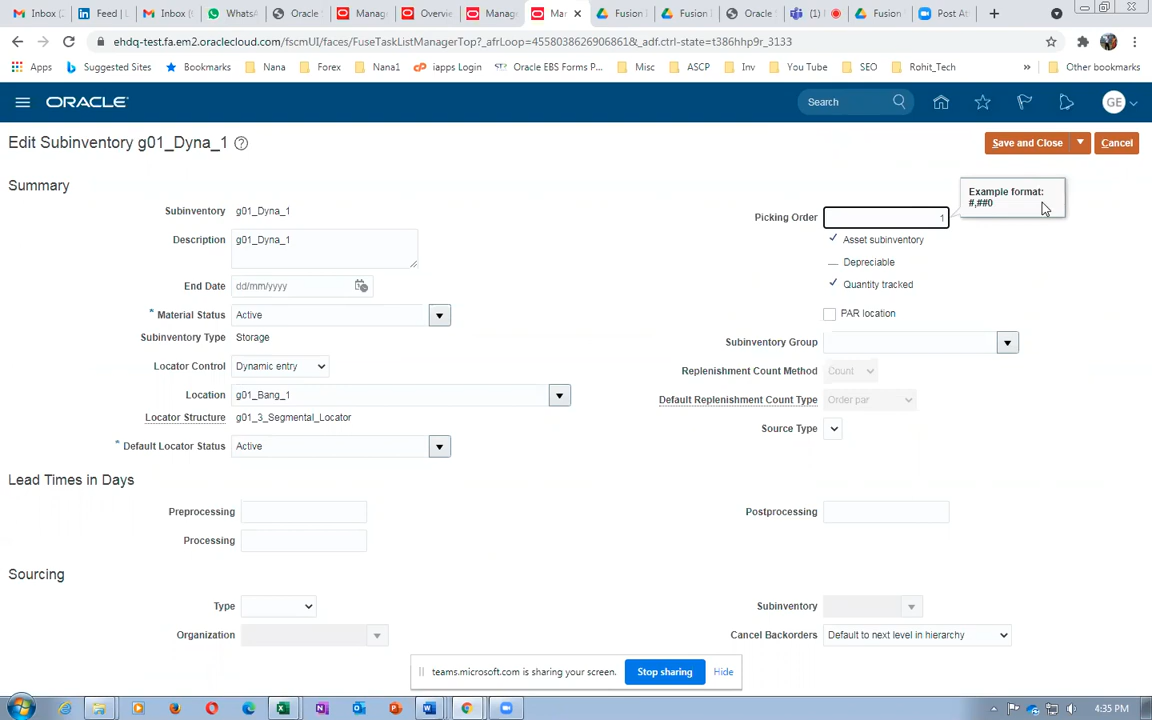 Inbox (
Feed | L
Inbox (9
WhatsA
Oracle
Manage
Overvie
Manage
Mar
Fusion I
Fusion I
Oracle
(1)
Fusion
Post At
ehdq-test.fa.em2.oraclecloud.com/fscmUI/faces/FuseTaskListManagerTop?_afrLoop=4558038626906861&_adf.ctrl-state=t386hhp9r_3133
Apps Suggested Sites Bookmarks Nana Forex Nana1 iapps Login Oracle EBS Forms P... Misc ASCP Inv You Tube SEO Rohit_Tech » Other bookmarks
ORACLE
Search
GE
Edit Subinventory g01_Dyna_1 ?
Save and Close
Cancel
Summary
Subinventory g01_Dyna_1
Description g01_Dyna_1
End Date dd/mm/yyyy
* Material Status Active
Subinventory Type Storage
Locator Control Dynamic entry
Location g01_Bang_1
Locator Structure g01_3_Segmental_Locator
* Default Locator Status Active
Picking Order 1
Example format:
#,##0
Asset subinventory
Depreciable
Quantity tracked
PAR location
Subinventory Group
Replenishment Count Method Count
Default Replenishment Count Type Order par
Source Type
Lead Times in Days
Preprocessing
Processing
Postprocessing
Sourcing
Type
Organization
Subinventory
Cancel Backorders Default to next level in hierarchy
teams.microsoft.com is sharing your screen. Stop sharing Hide
4:35 PM